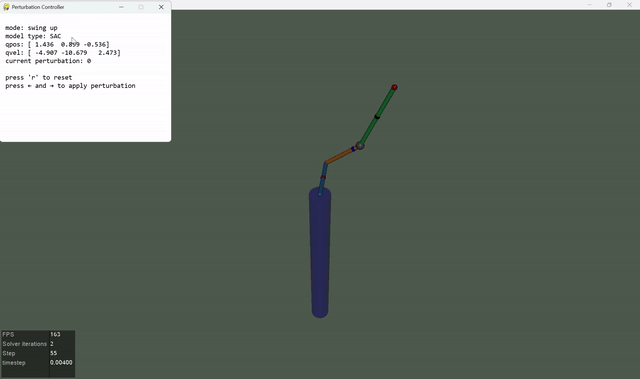 Perturbation Controller
mode: swing up
model type: SAC
qpos: [ 1.436 0.899 -0.536]
qvel: [ -4.907 -10.679 2.473]
current perturbation: 0
press 'r' to reset
press ← and → to apply perturbation
FPS 163
Solver iterations 2
Step 55
timestep 0.00400